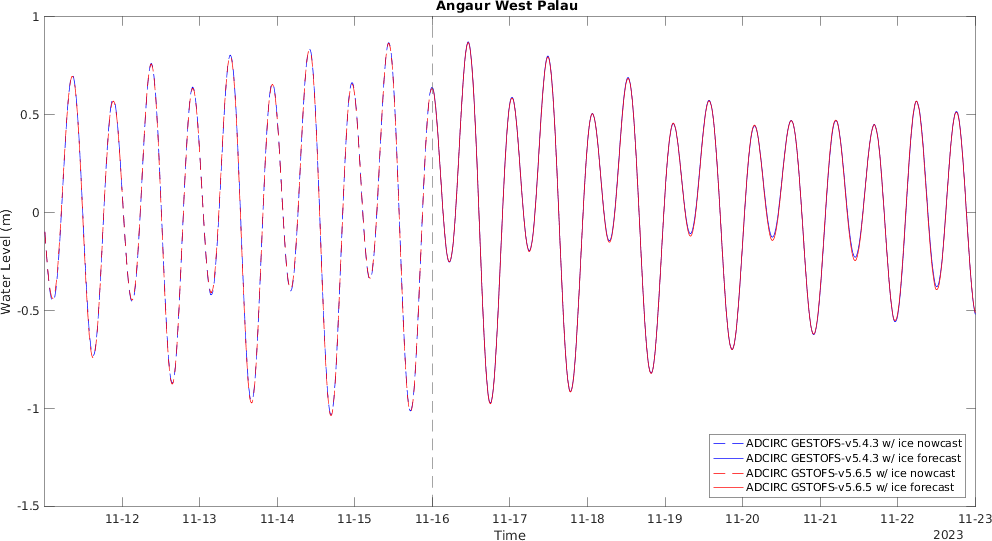 Angaur West Palau
1
0.5
0
-0.5
-1
-1.5
Water Level (m)
ADCIRC GESTOFS-v5.4.3 w/ ice nowcast
ADCIRC GESTOFS-v5.4.3 w/ ice forecast
ADCIRC GSTOFS-v5.6.5 w/ ice nowcast
ADCIRC GSTOFS-v5.6.5 w/ ice forecast
11-12 11-13 11-14 11-15 11-16 11-17 11-18 11-19 11-20 11-21 11-22 11-23
Time
2023